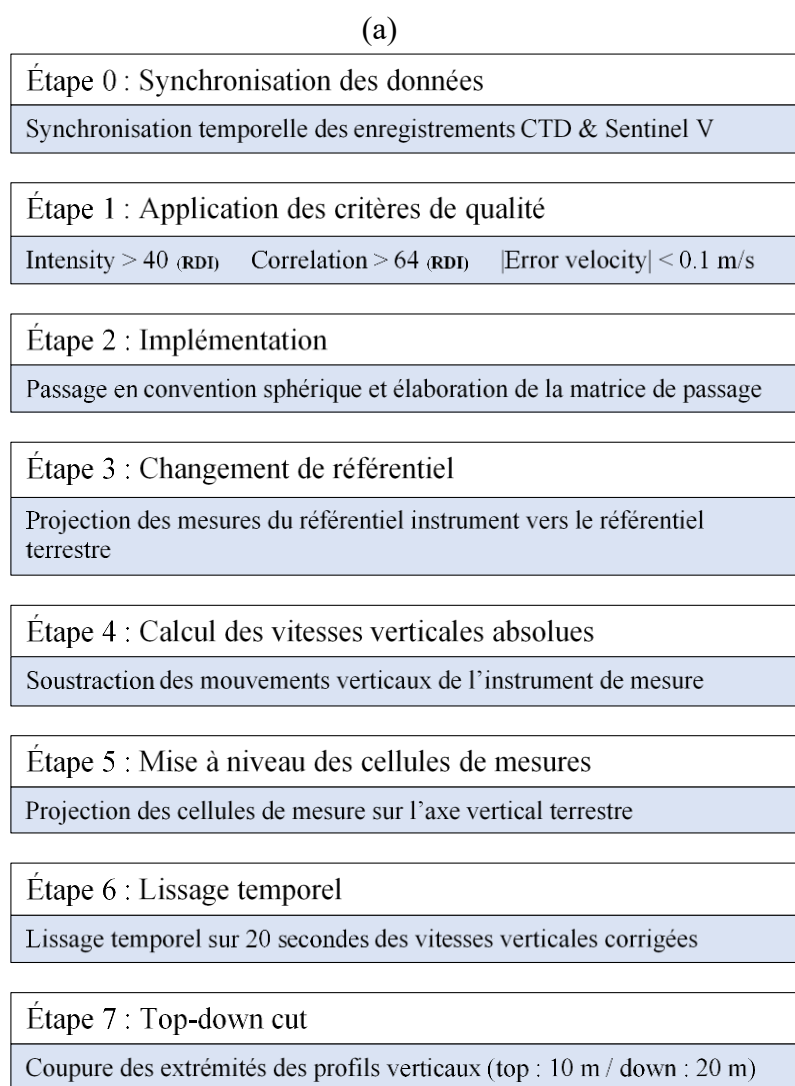 (a)
Étape 0 : Synchronisation des données
Synchronisation temporelle des enregistrements CTD & Sentinel V
Étape 1 : Application des critères de qualité
Intensity > 40 (RDI) Correlation > 64 (RDI) |Error velocity| < 0.1 m/s
Étape 2 : Implémentation
Passage en convention sphérique et élaboration de la matrice de passage
Étape 3 : Changement de référentiel
Projection des mesures du référentiel instrument vers le référentiel
terrestre
Étape 4 : Calcul des vitesses verticales absolues
Soustraction des mouvements verticaux de l’instrument de mesure
Étape 5 : Mise à niveau des cellules de mesures
Projection des cellules de mesure sur l’axe vertical terrestre
Étape 6 : Lissage temporel
Lissage temporel sur 20 secondes des vitesses verticales corrigées
Étape 7 : Top-down cut
Coupure des extrémités des profils verticaux (top : 10 m / down : 20 m)